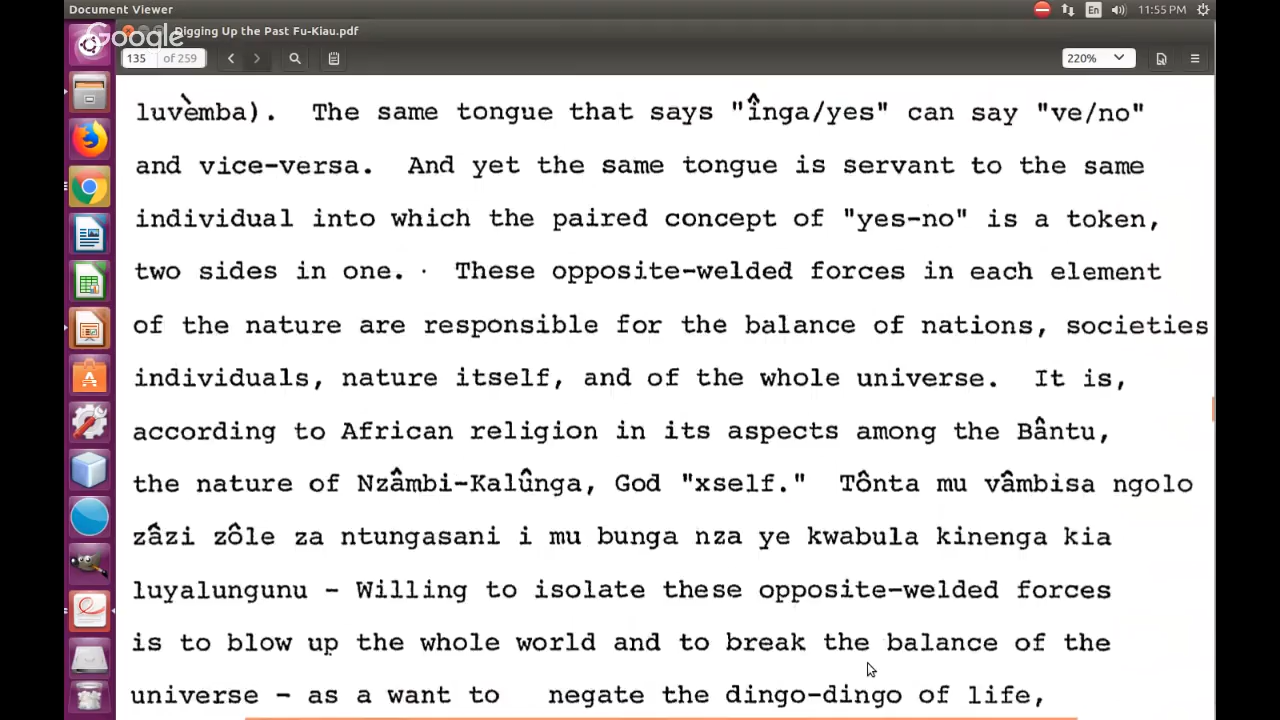 Document Viewer
En
11:55 PM
Google
Digging Up the Past Fu-Kiau.pdf
135 of 259
220%
luvèmba). The same tongue that says "înga/yes" can say "ve/no"
and vice-versa. And yet the same tongue is servant to the same
individual into which the paired concept of "yes-no" is a token,
two sides in one. · These opposite-welded forces in each element
of the nature are responsible for the balance of nations, societies
individuals, nature itself, and of the whole universe. It is,
according to African religion in its aspects among the Bântu,
the nature of Nzâmbi-Kalûnga, God "xself." Tônta mu vâmbisa ngolo
zâzi zôle za ntungasani i mu bunga nza ye kwabula kinenga kia
luyalungunu - Willing to isolate these opposite-welded forces
is to blow up the whole world and to break the balance of the
universe - as a want to negate the dingo-dingo of life,